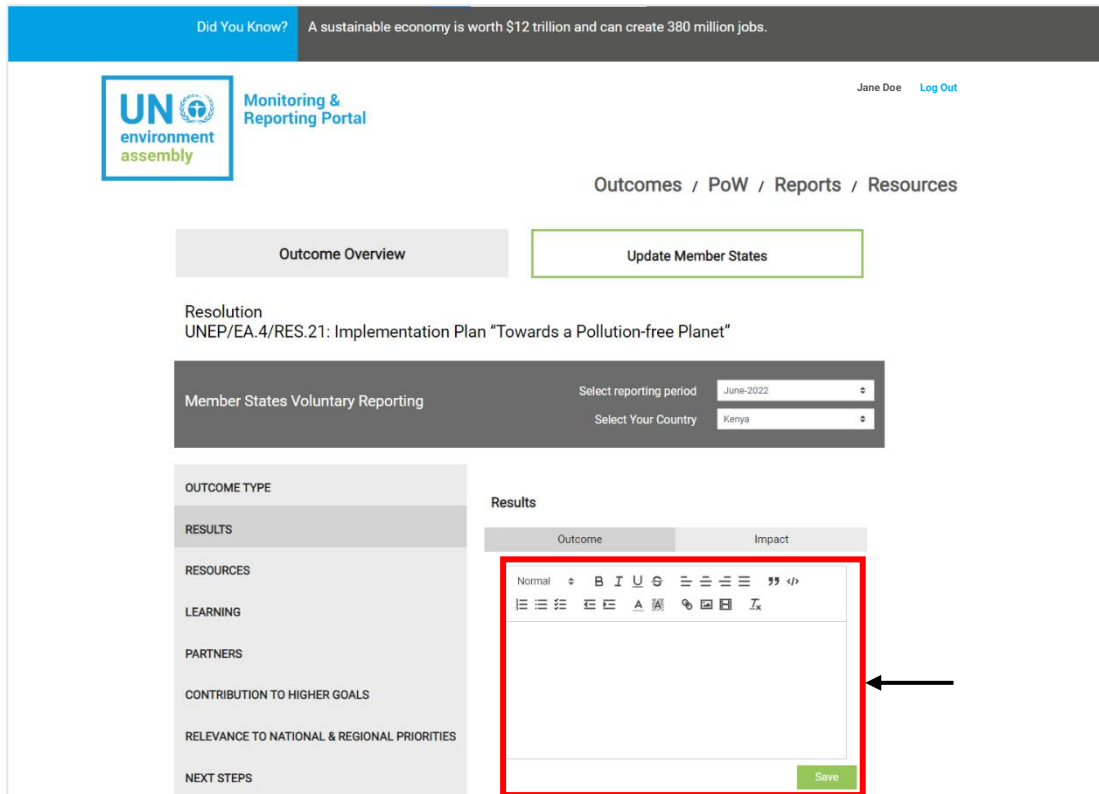 Did You Know? A sustainable economy is worth $12 trillion and can create 380 million jobs.
Jane Doe Log Out
UN
environment
assembly
Monitoring &
Reporting Portal
Outcomes / PoW / Reports / Resources
Outcome Overview
Update Member States
Resolution
UNEP/EA.4/RES.21: Implementation Plan “Towards a Pollution-free Planet”
Member States Voluntary Reporting
Select reporting period June-2022
Select Your Country Kenya
OUTCOME TYPE
RESULTS
RESOURCES
LEARNING
PARTNERS
CONTRIBUTION TO HIGHER GOALS
RELEVANCE TO NATIONAL & REGIONAL PRIORITIES
NEXT STEPS
Results
Outcome Impact
Normal B I U S
A A Tx
Save